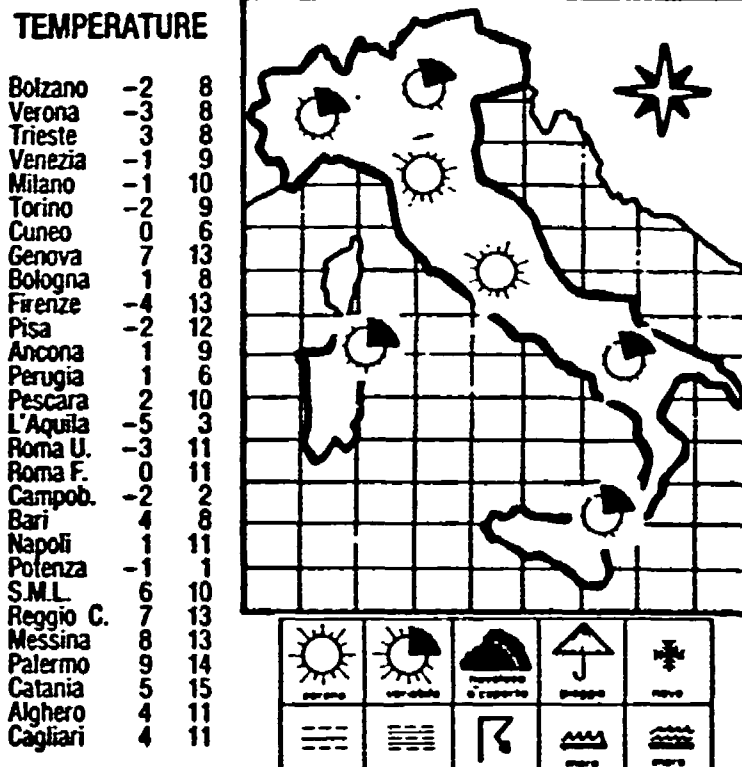 TEMPERATURE
Bolzano -2 8
Verona -3 8
Trieste 3 8
Venezia -1 9
Milano -1 10
Torino -2 9
Cuneo 0 6
Genova 7 13
Bologna 1 8
Firenze -4 13
Pisa -2 12
Ancona 1 9
Perugia 1 6
Pescara 2 10
L'Aquila -5 3
Roma U. -3 11
Roma F. 0 11
Campob. -2 2
Bari 4 8
Napoli 1 11
Potenza -1 1
S.M.L. 6 10
Reggio C. 7 13
Messina 8 13
Palermo 9 14
Catania 5 15
Alghero 4 11
Cagliari 4 11
sereno variabile nuvoloso o coperto pioggia neve
mare mare